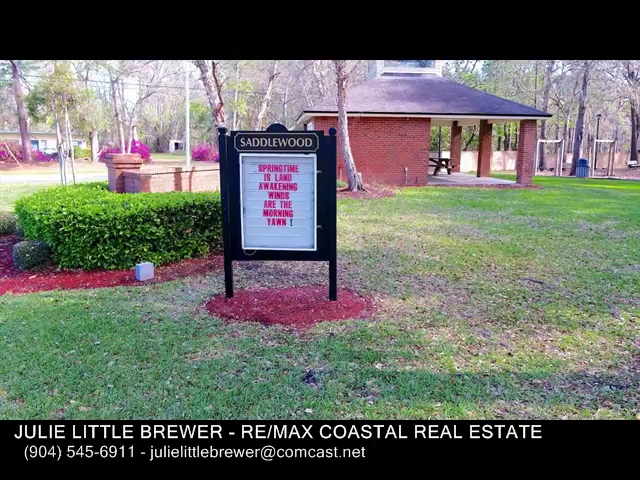 SADDLEWOOD
SPRINGTIME
IS LAND
AWAKENING
WINDS
ARE THE
MORNING
YAWN !
JULIE LITTLE BREWER - RE/MAX COASTAL REAL ESTATE
(904) 545-6911 - julielittlebrewer@comcast.net